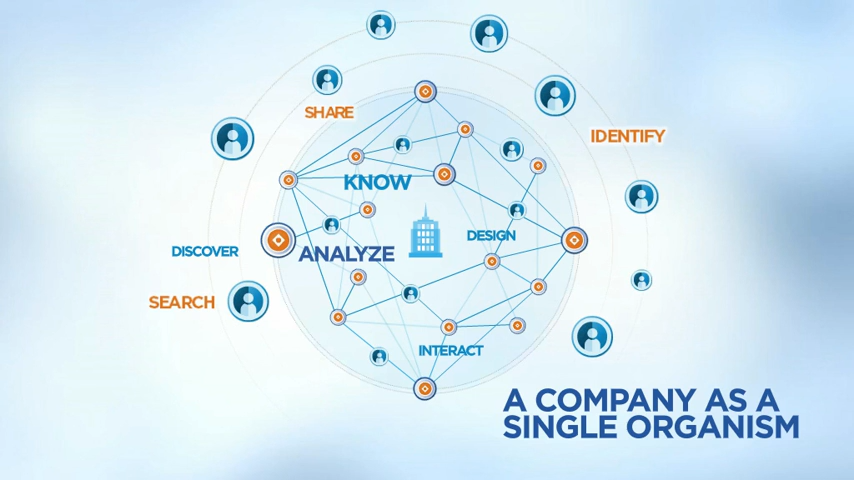 SHARE
IDENTIFY
KNOW
DESIGN
DISCOVER
ANALYZE
SEARCH
INTERACT
A COMPANY AS A
SINGLE ORGANISM